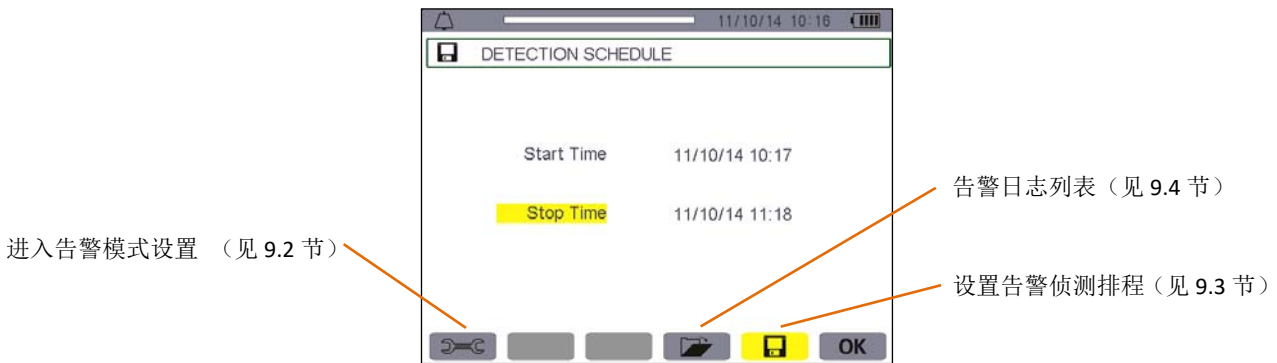 11/10/14 10:16
DETECTION SCHEDULE
Start Time 11/10/14 10:17
告警日志列表（见 9.4 节）
Stop Time 11/10/14 11:18
进入告警模式设置 （见 9.2 节）
设置告警侦测排程（见 9.3 节）
OK